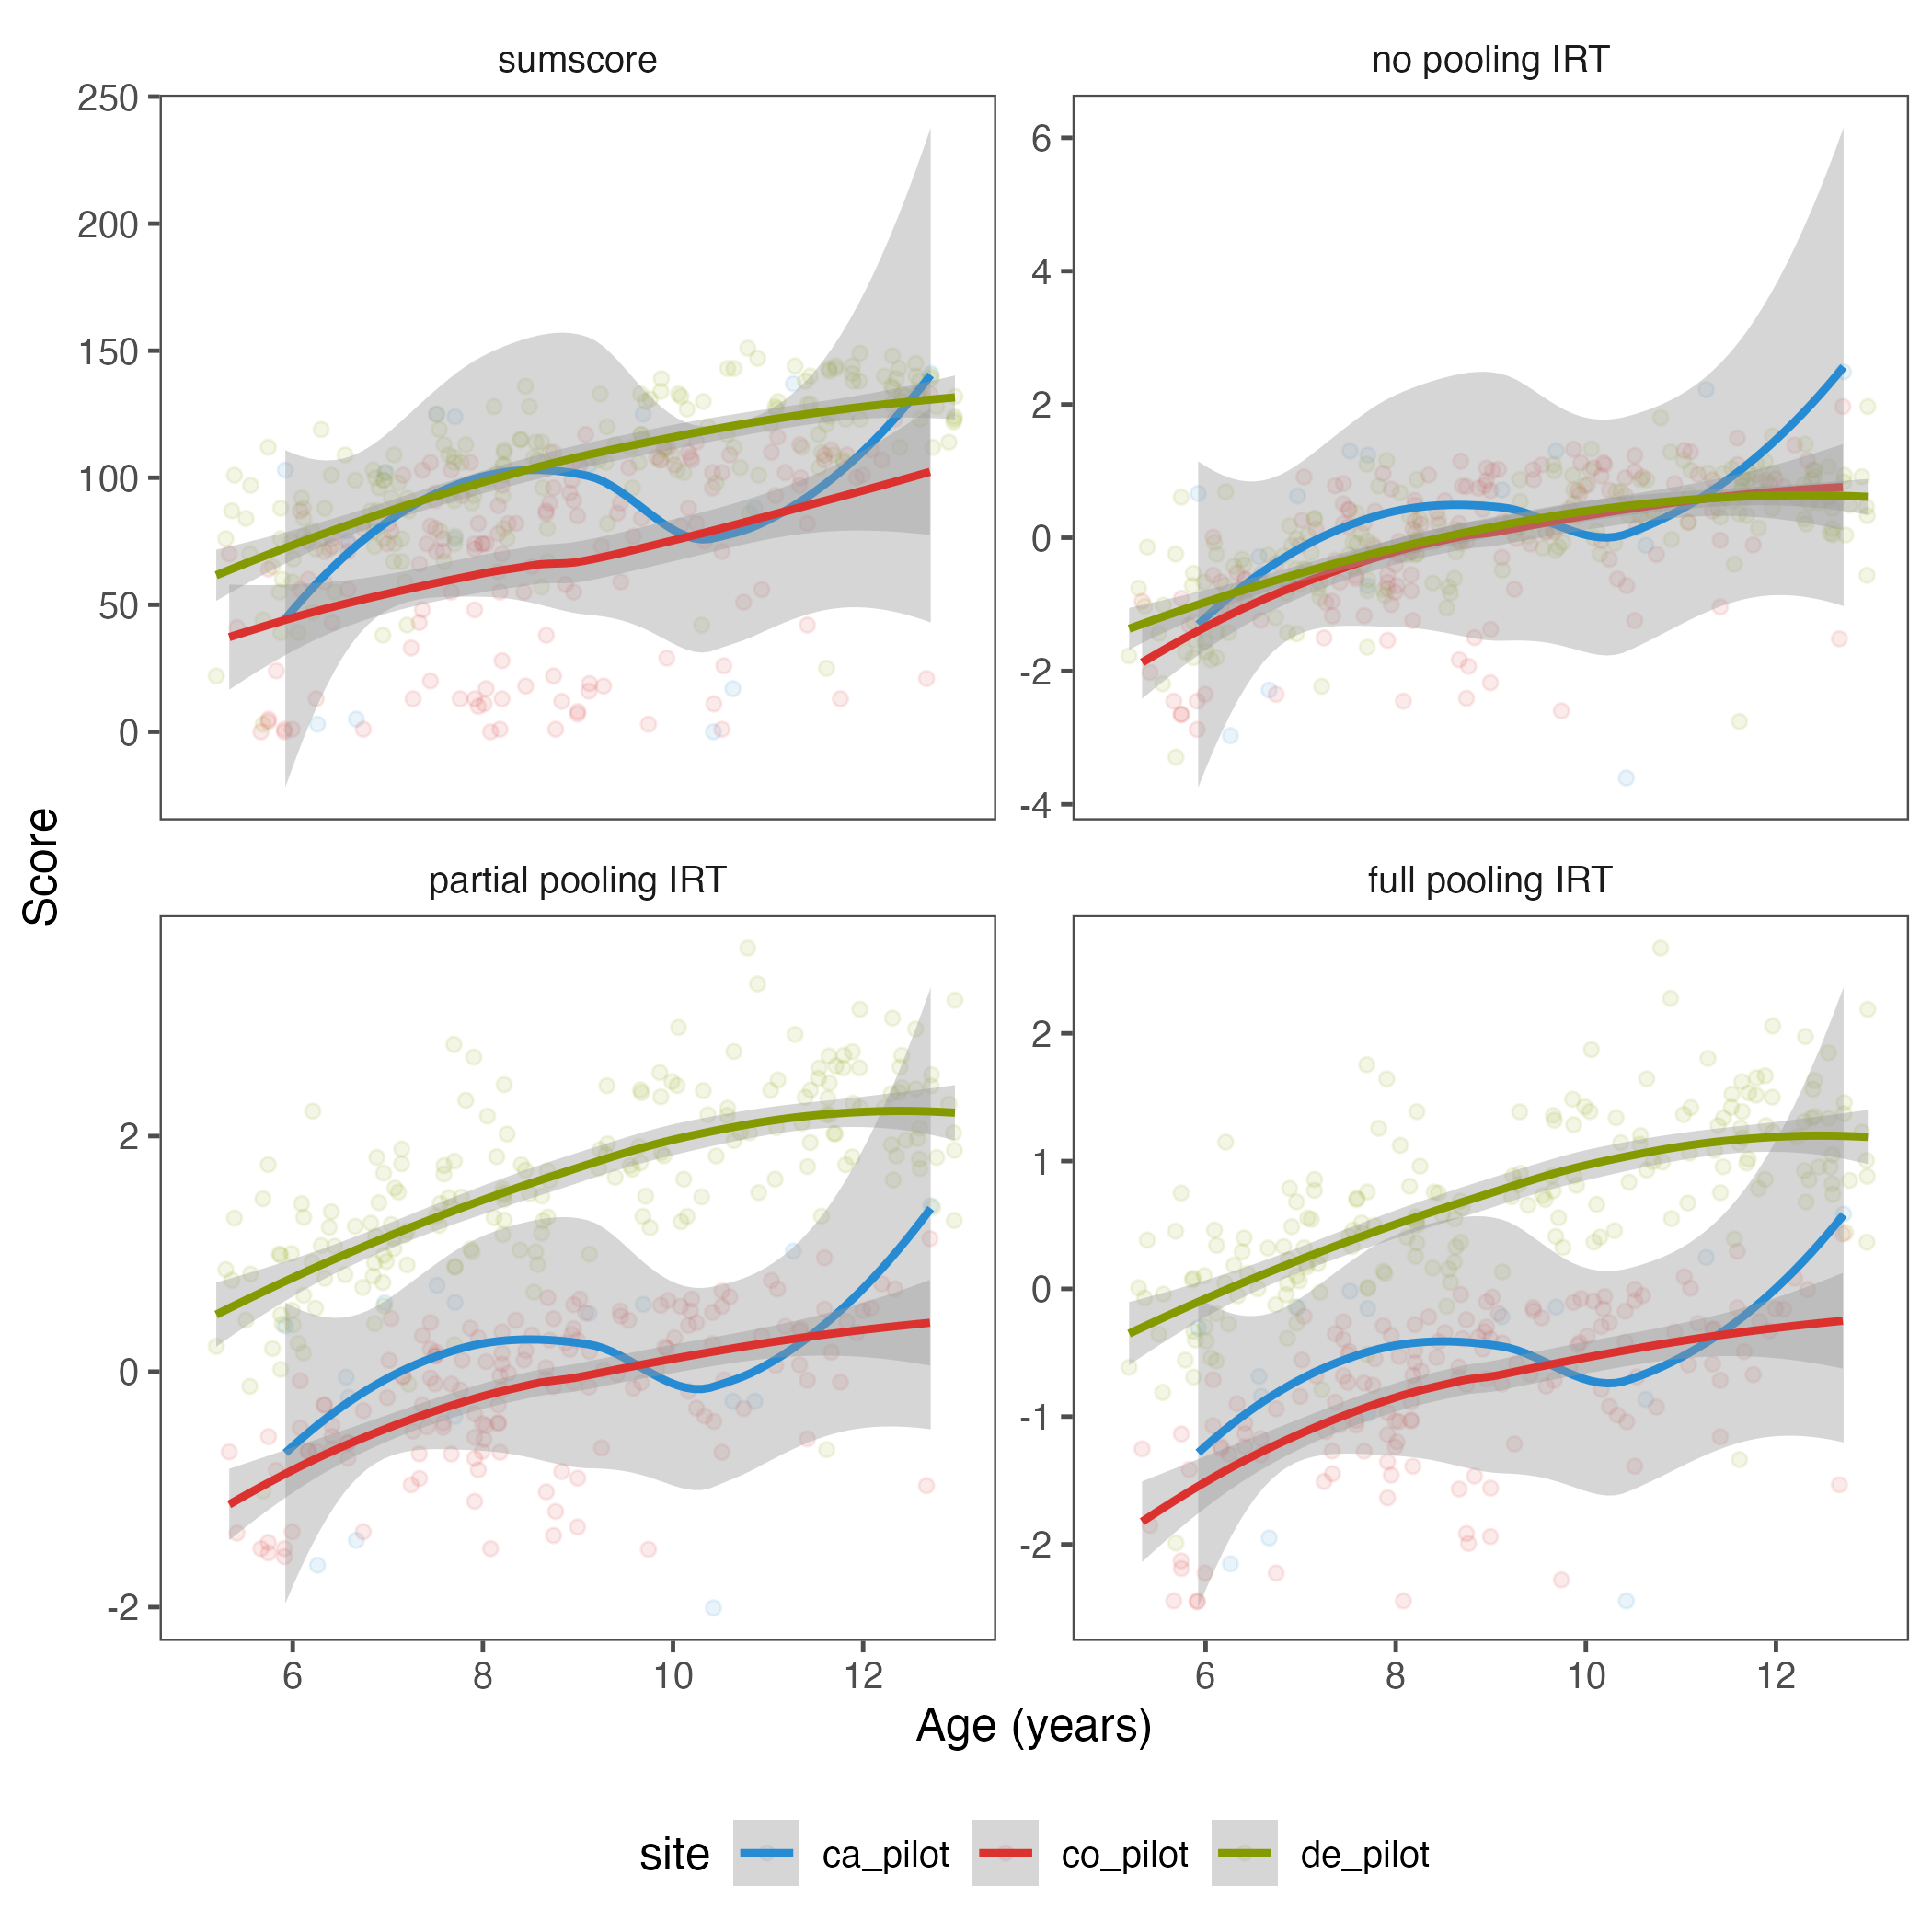 sumscore
no pooling IRT
250
200
150
100
50
0
6
4
2
0
-2
-4
Score
partial pooling IRT
full pooling IRT
2
0
-2
2
1
0
-1
-2
6 8 10 12
6 8 10 12
Age (years)
site ca_pilot co_pilot de_pilot